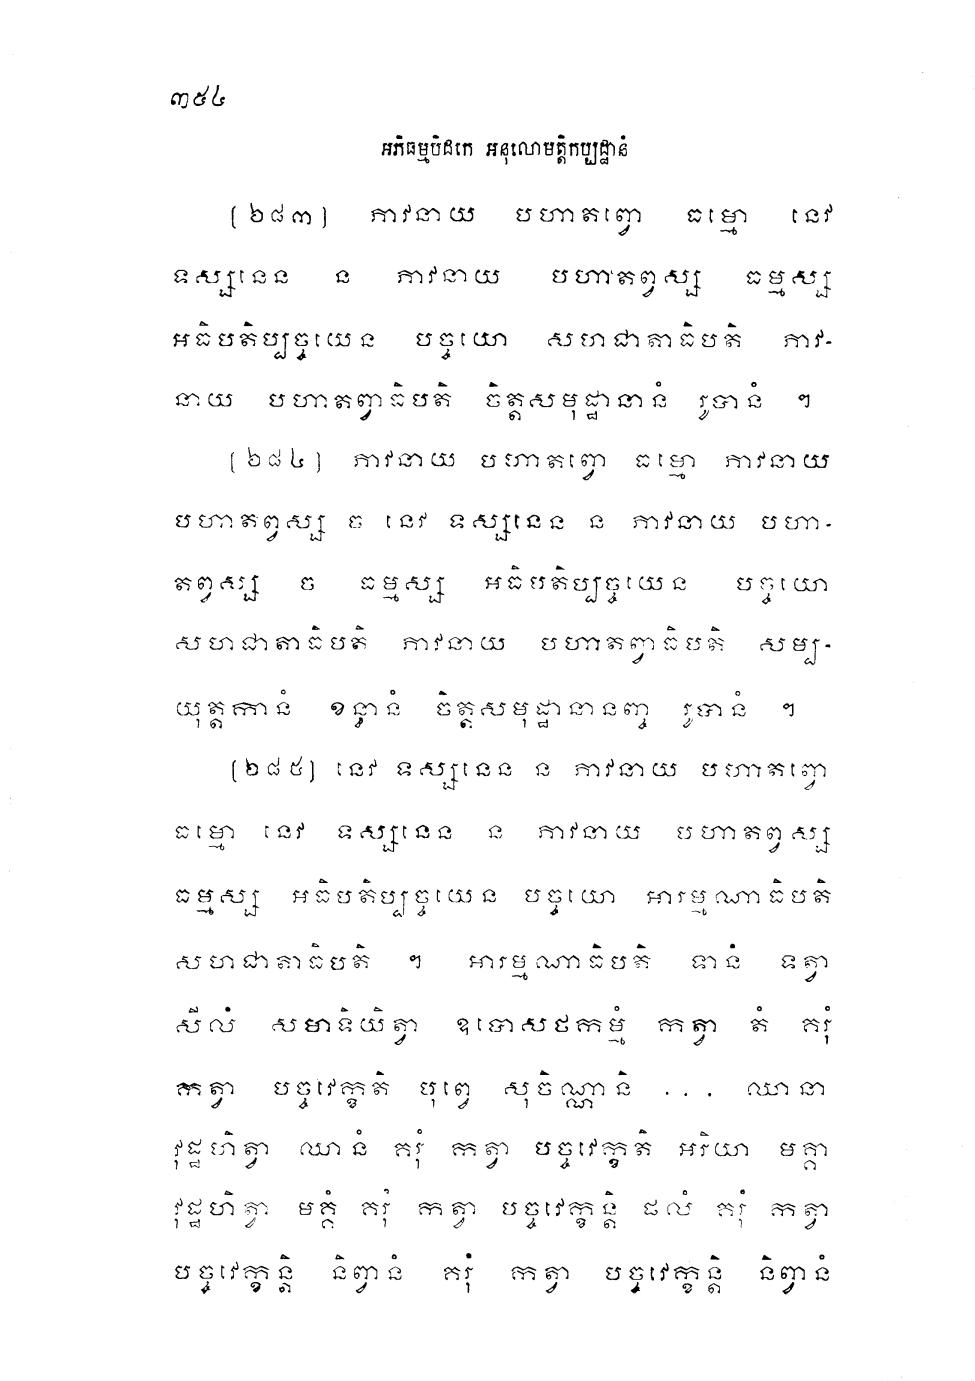 ៣៥៤
អភិធម្មបិដកេ អនុលោមត្តិកប្បដ្ឋានំ
(២៨៣) ភាវនាយ បហាតព្វោ ធម្មោ នេវ
ទស្សនេន ន ភាវនាយ បហាតព្វស្ស ធម្មស្ស
អធិបតិប្បច្ចយេន បច្ចយោ សហជាតាធិបតិ ភាវ-
នាយ បហាតព្វាធិបតិ ចិត្តសមុដ្ឋានានំ រូបានំ ។
(២៨៤) ភាវនាយ បហាតព្វោ ធម្មោ ភាវនាយ
បហាតព្វស្ស ច នេវ ទស្សនេន ន ភាវនាយ បហា-
តព្វស្ស ច ធម្មស្ស អធិបតិប្បច្ចយេន បច្ចយោ
សហជាតាធិបតិ ភាវនាយ បហាតព្វាធិបតិ សម្ប-
យុត្តកានំ ខន្ធានំ ចិត្តសមុដ្ឋានានញ្ច រូបានំ ។
(២៨៥) នេវ ទស្សនេន ន ភាវនាយ បហាតព្វោ
ធម្មោ នេវ ទស្សនេន ន ភាវនាយ បហាតព្វស្ស
ធម្មស្ស អធិបតិប្បច្ចយេន បច្ចយោ អារម្មណាធិបតិ
សហជាតាធិបតិ ។ អារម្មណាធិបតិ ទានំ ទត្វា
សីលំ សមាទិយិត្វា ឧបោសថកម្មំ កត្វា តំ គរុំ
កត្វា បច្ចវេក្ខតិ បុព្វេ សុចិណ្ណានិ ... ឈានា
វុដ្ឋហិត្វា ឈានំ គរុំ កត្វា បច្ចវេក្ខតិ អរិយា មគ្គា
វុដ្ឋហិត្វា មគ្គំ គរុំ កត្វា បច្ចវេក្ខន្តិ ផលំ គរុំ កត្វា
បច្ចវេក្ខន្តិ និព្វានំ គរុំ កត្វា បច្ចវេក្ខន្តិ និព្វានំ